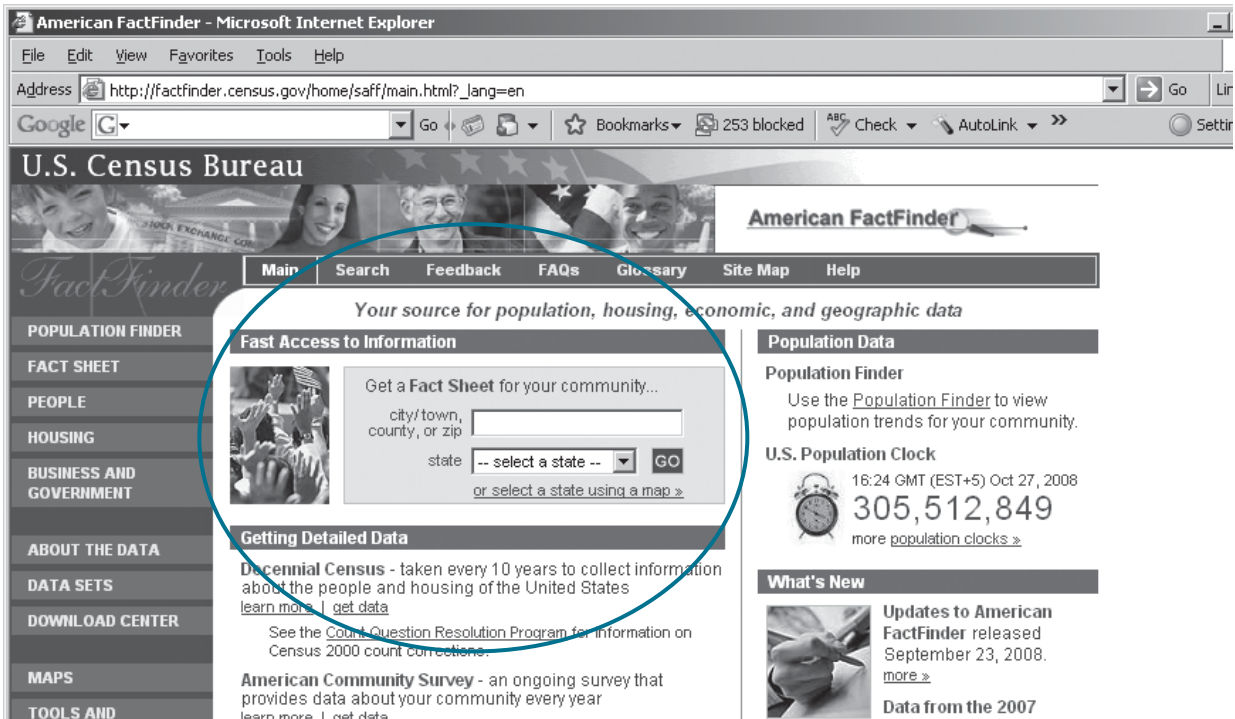 American FactFinder - Microsoft Internet Explorer
File Edit View Favorites Tools Help
Address http://factfinder.census.gov/home/saff/main.html?_lang=en Go Lin
Google G Go Bookmarks 253 blocked ABC Check AutoLink » Settin
U.S. Census Bureau
STOCK EXCHANGE
American FactFinder
FactFinder
Main Search Feedback FAQs Glossary Site Map Help
Your source for population, housing, economic, and geographic data
POPULATION FINDER
FACT SHEET
PEOPLE
HOUSING
BUSINESS AND
GOVERNMENT
ABOUT THE DATA
DATA SETS
DOWNLOAD CENTER
MAPS
TOOLS AND
Fast Access to Information
Get a Fact Sheet for your community...
city/town,
county, or zip
state -- select a state -- GO
or select a state using a map »
Getting Detailed Data
Decennial Census - taken every 10 years to collect information
about the people and housing of the United States
learn more | get data
See the Count Question Resolution Program for information on
Census 2000 count corrections.
American Community Survey - an ongoing survey that
provides data about your community every year
learn more | get data
Population Data
Population Finder
Use the Population Finder to view
population trends for your community.
U.S. Population Clock
16:24 GMT (EST+5) Oct 27, 2008
305,512,849
more population clocks »
What's New
Updates to American
FactFinder released
September 23, 2008.
more »
Data from the 2007